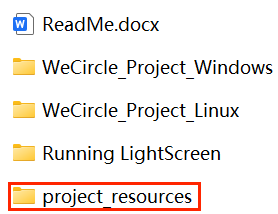 ReadMe.docx
WeCircle_Project_Windows
WeCircle_Project_Linux
Running LightScreen
project_resources